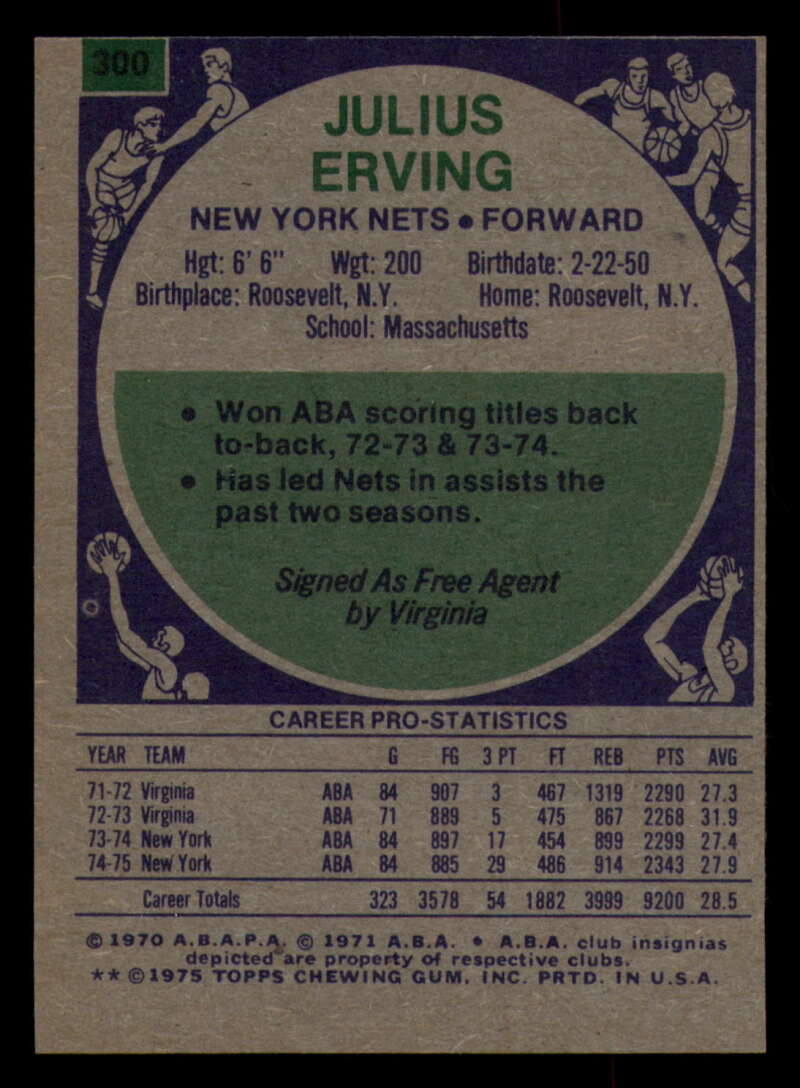 300
JULIUS
ERVING
NEW YORK NETS • FORWARD
Hgt: 6' 6" Wgt: 200 Birthdate: 2-22-50
Birthplace: Roosevelt, N.Y. Home: Roosevelt, N.Y.
School: Massachusetts
• Won ABA scoring titles back
to-back, 72-73 & 73-74.
• Has led Nets in assists the
past two seasons.
Signed As Free Agent
by Virginia
CAREER PRO-STATISTICS
YEAR TEAM G FG 3 PT FT REB PTS AVG
71-72 Virginia ABA 84 907 3 467 1319 2290 27.3
72-73 Virginia ABA 71 889 5 475 867 2268 31.9
73-74 New York ABA 84 897 17 454 899 2299 27.4
74-75 New York ABA 84 885 29 486 914 2343 27.9
Career Totals 323 3578 54 1882 3999 9200 28.5
© 1970 A.B.A.P.A. © 1971 A.B.A. • A.B.A. club insignias
depicted are property of respective clubs.
** © 1975 TOPPS CHEWING GUM, INC. PRTD. IN U.S.A.